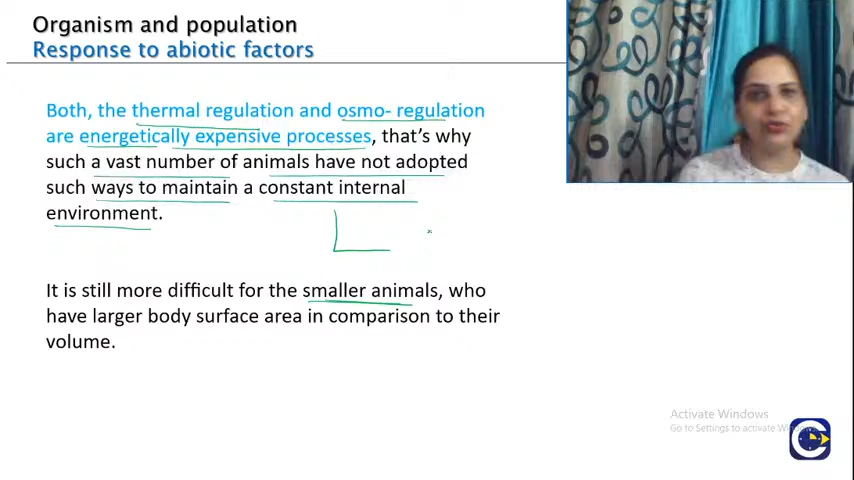 Organism and population
Response to abiotic factors
Both, the thermal regulation and osmo- regulation
are energetically expensive processes, that's why
such a vast number of animals have not adopted
such ways to maintain a constant internal
environment.
It is still more difficult for the smaller animals, who
have larger body surface area in comparison to their
volume.
Activate Windows
Go to Settings to activate